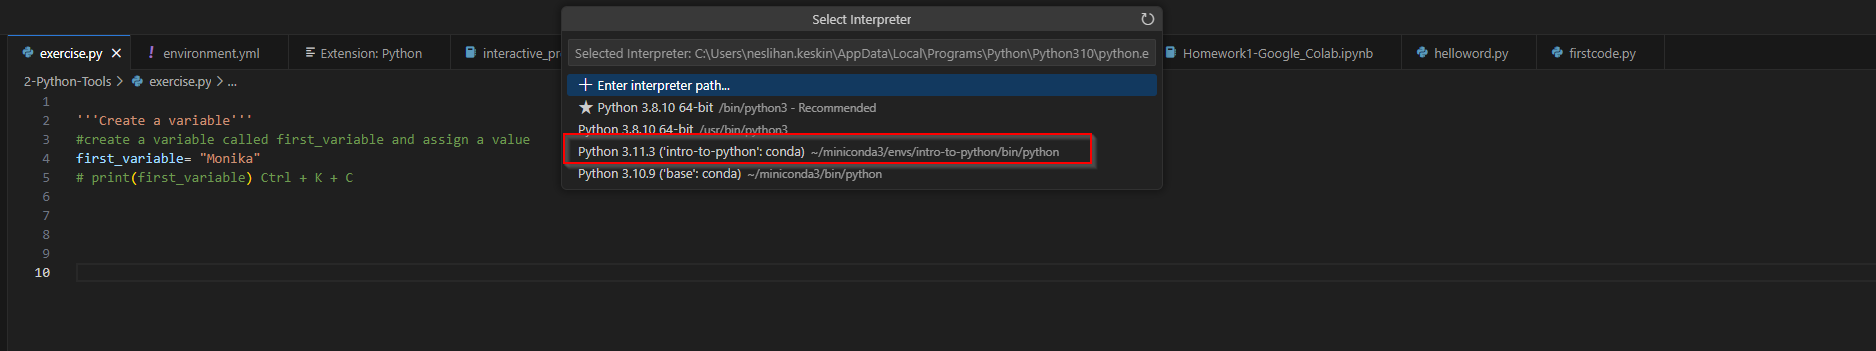 Select Interpreter
exercise.py
environment.yml
Extension: Python
interactive_pr
Selected Interpreter: C:\Users\neslihan.keskin\AppData\Local\Programs\Python\Python310\python.e
Homework1-Google_Colab.ipynb
helloword.py
firstcode.py
2-Python-Tools > exercise.py > ...
+ Enter interpreter path...
★ Python 3.8.10 64-bit /bin/python3 - Recommended
Python 3.8.10 64-bit /usr/bin/python3
Python 3.11.3 ('intro-to-python': conda) ~/miniconda3/envs/intro-to-python/bin/python
Python 3.10.9 ('base': conda) ~/miniconda3/bin/python
1
2 '''Create a variable'''
3 #create a variable called first_variable and assign a value
4 first_variable= "Monika"
5 # print(first_variable) Ctrl + K + C
6
7
8
9
10